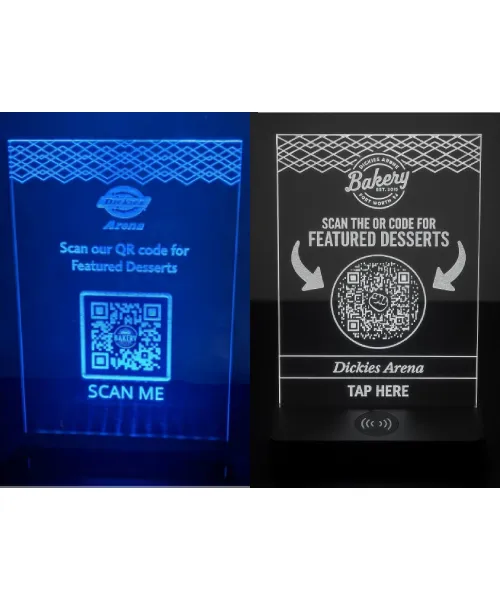 Dickies
Arena
Scan our QR code for
Featured Desserts
BAKERY
SCAN ME
DICKIES ARENA
Bakery
EST. 2019
FORT WORTH TX
SCAN THE QR CODE FOR
FEATURED DESSERTS
Dickies Arena
TAP HERE